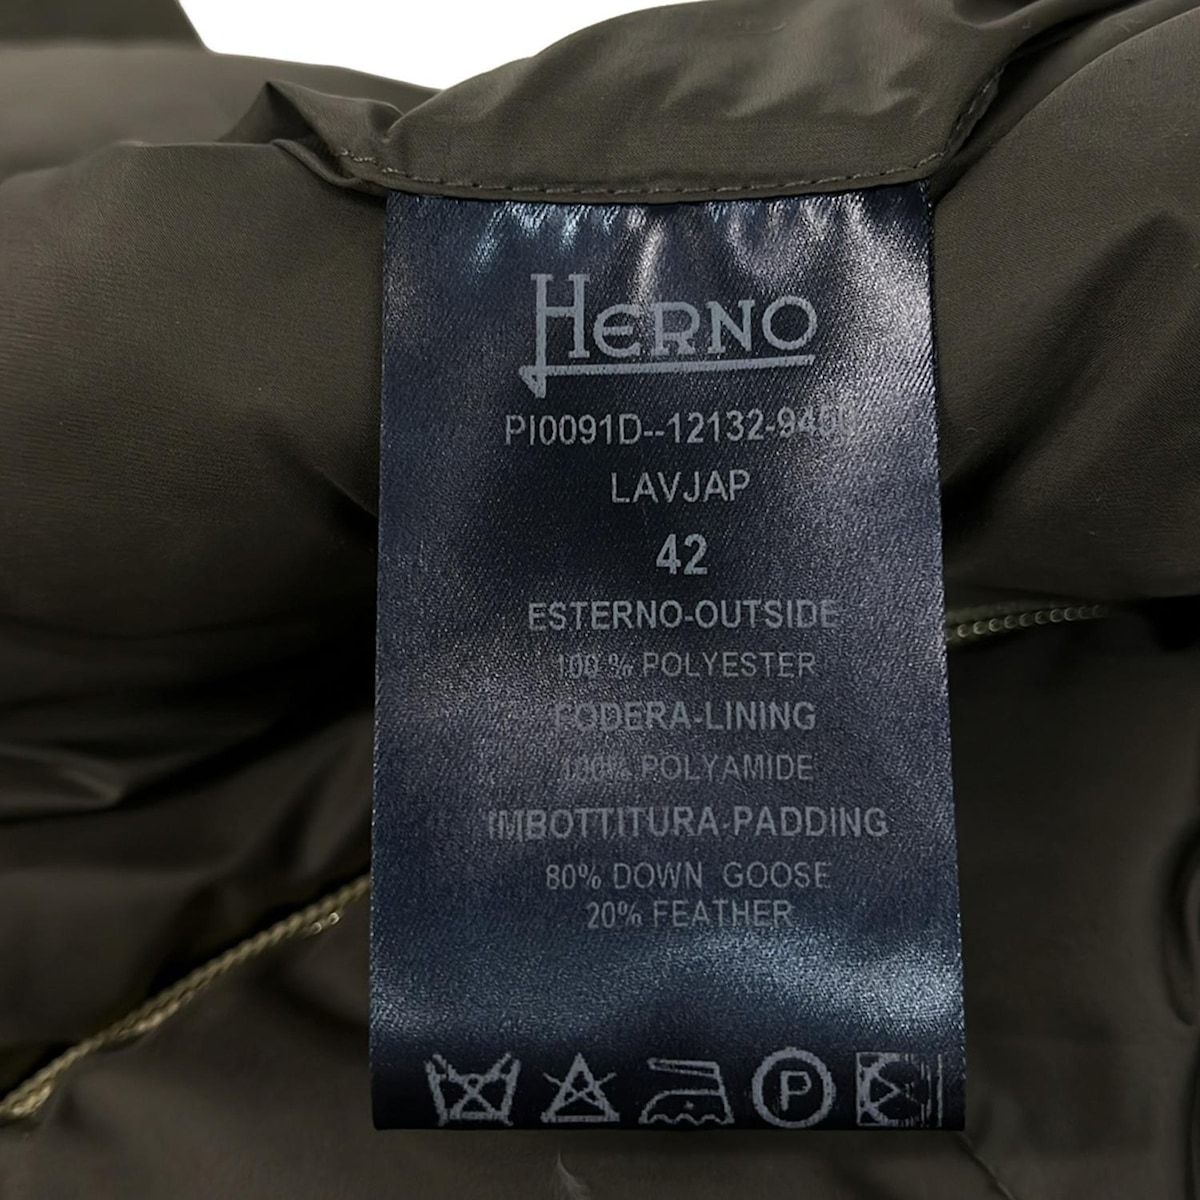 HERNO
PI0091D--12132-9450
LAVJAP
42
ESTERNO-OUTSIDE
100 % POLYESTER
FODERA-LINING
100% POLYAMIDE
IMBOTTITURA-PADDING
80% DOWN GOOSE
20% FEATHER
P